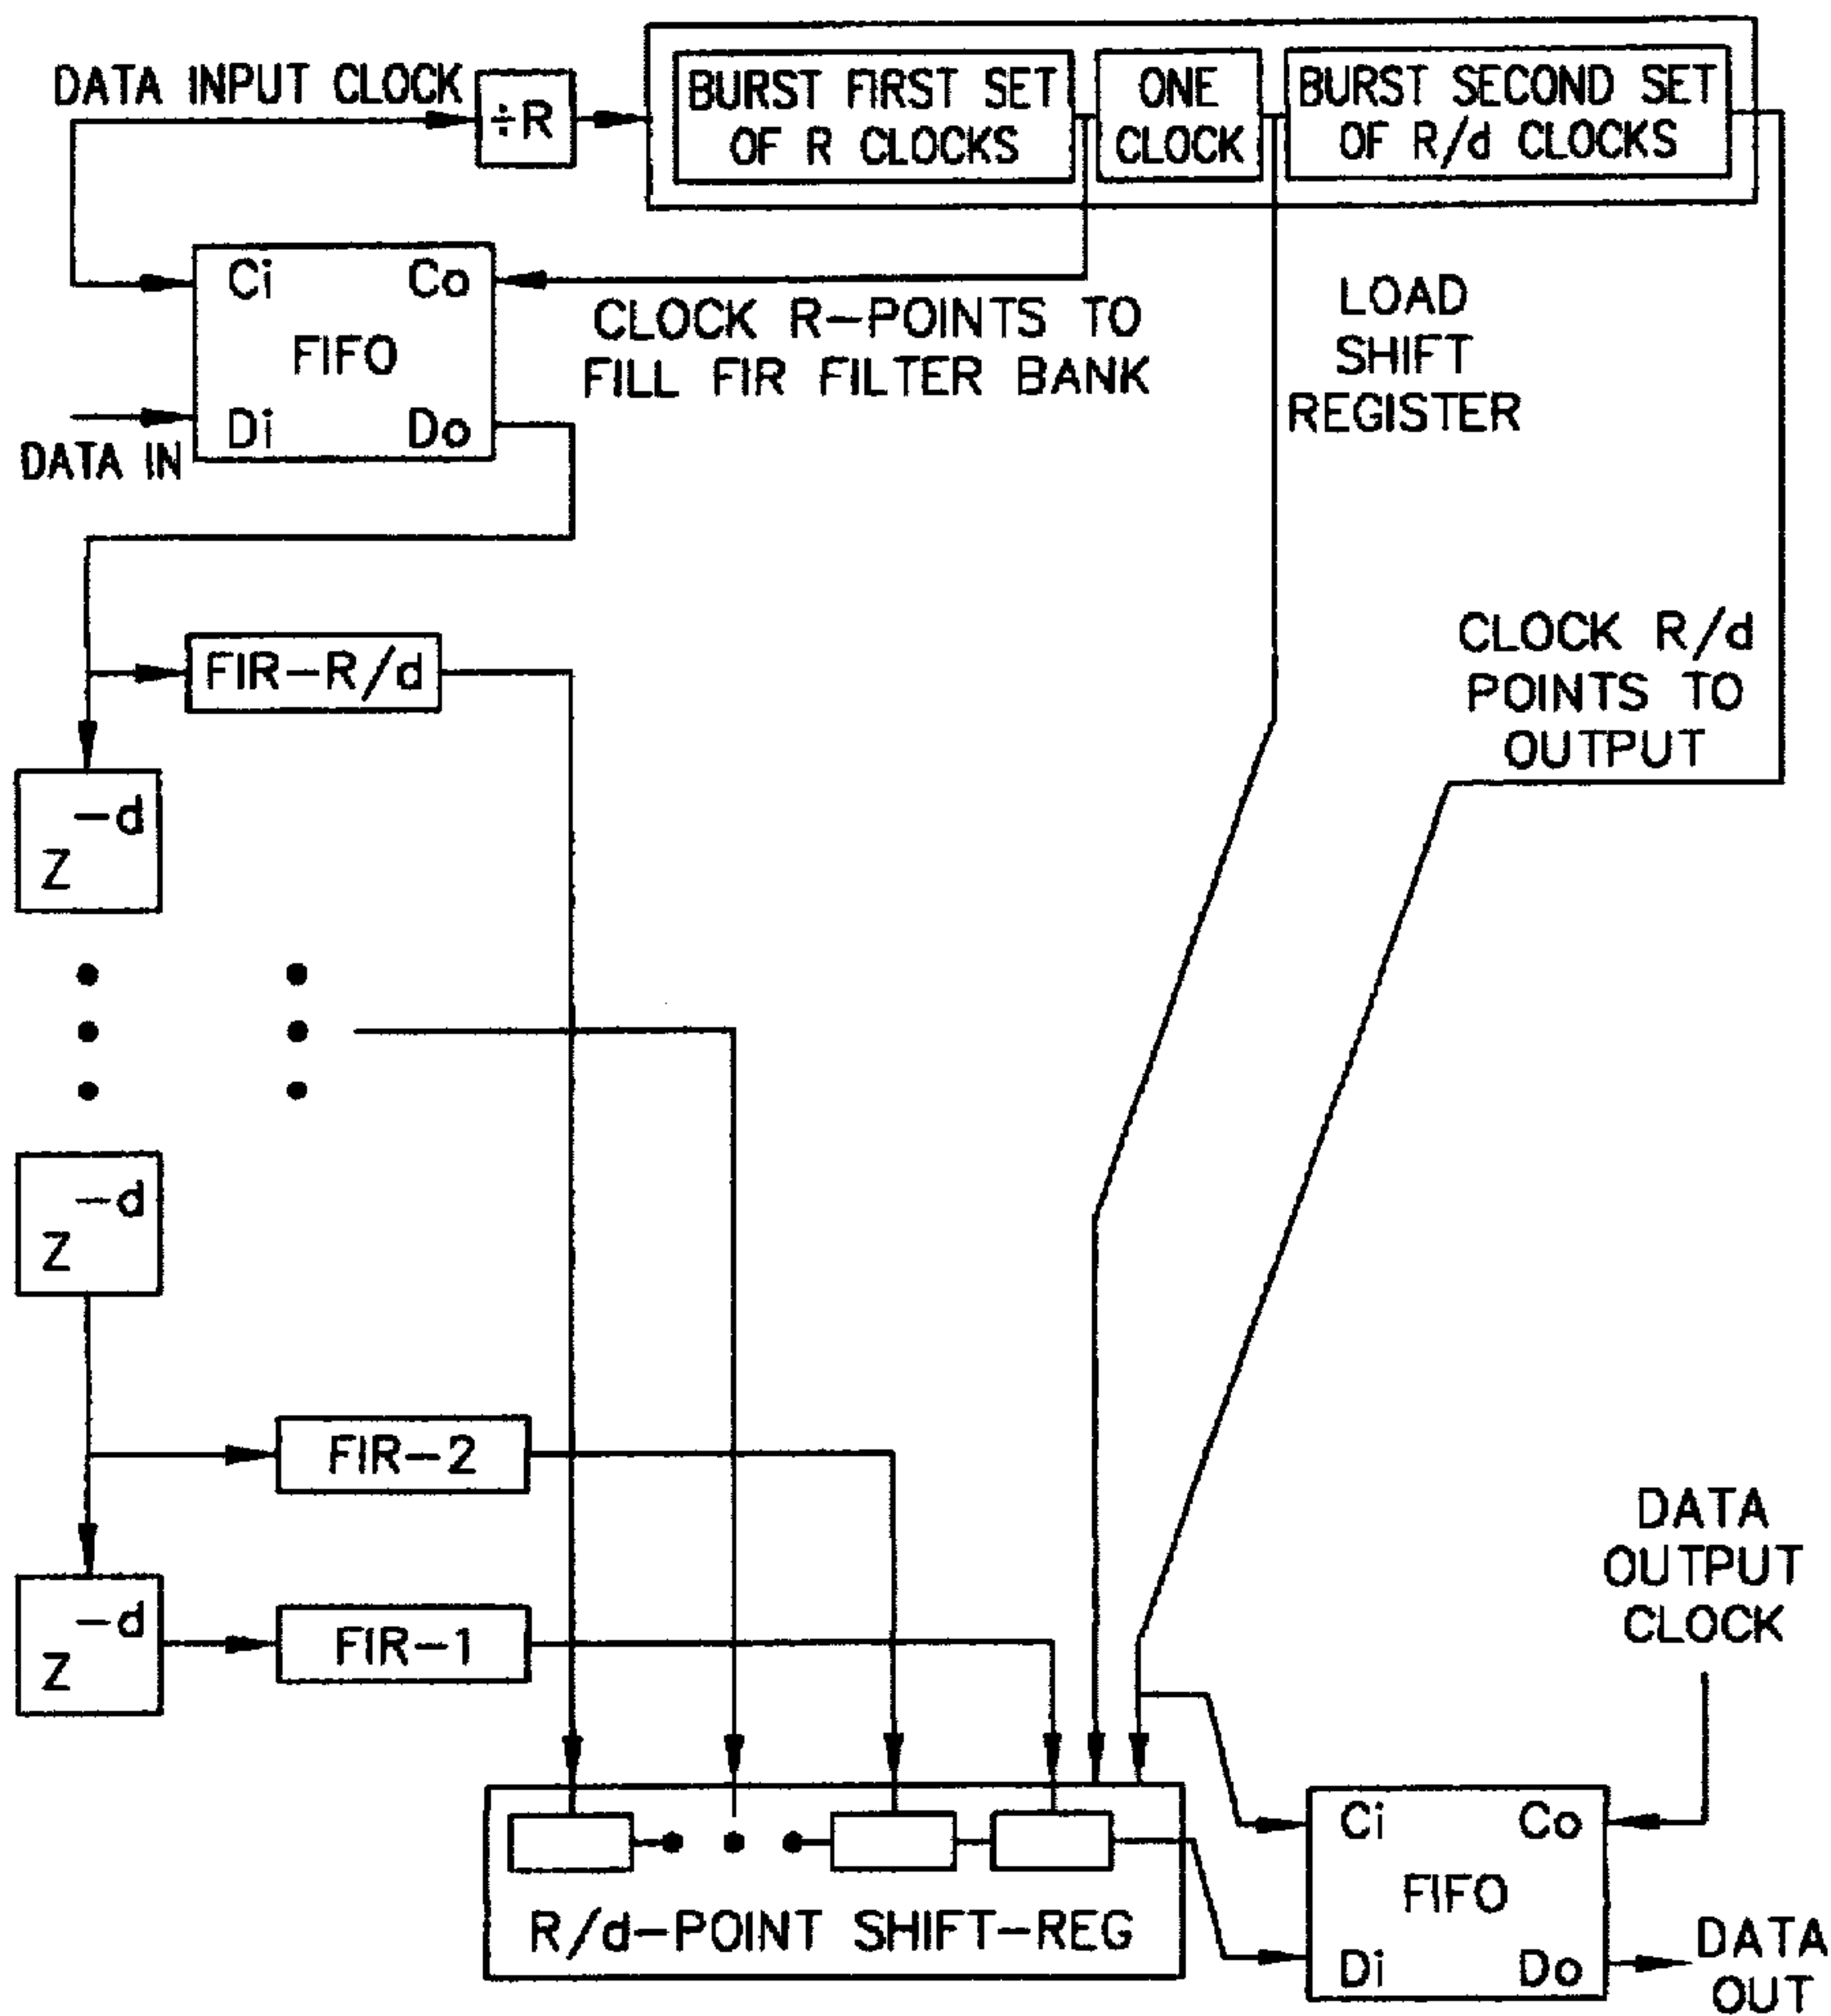 DATA INPUT CLOCK
÷R
BURST FIRST SET
OF R CLOCKS
ONE
CLOCK
BURST SECOND SET
OF R/d CLOCKS
Ci
Co
FIFO
Di
Do
DATA IN
CLOCK R-POINTS TO
FILL FIR FILTER BANK
LOAD
SHIFT
REGISTER
CLOCK R/d
POINTS TO
OUTPUT
FIR-R/d
Z-d
Z-d
FIR-2
Z-d
FIR-1
DATA
OUTPUT
CLOCK
R/d-POINT SHIFT-REG
Ci
Co
FIFO
Di
Do
DATA
OUT